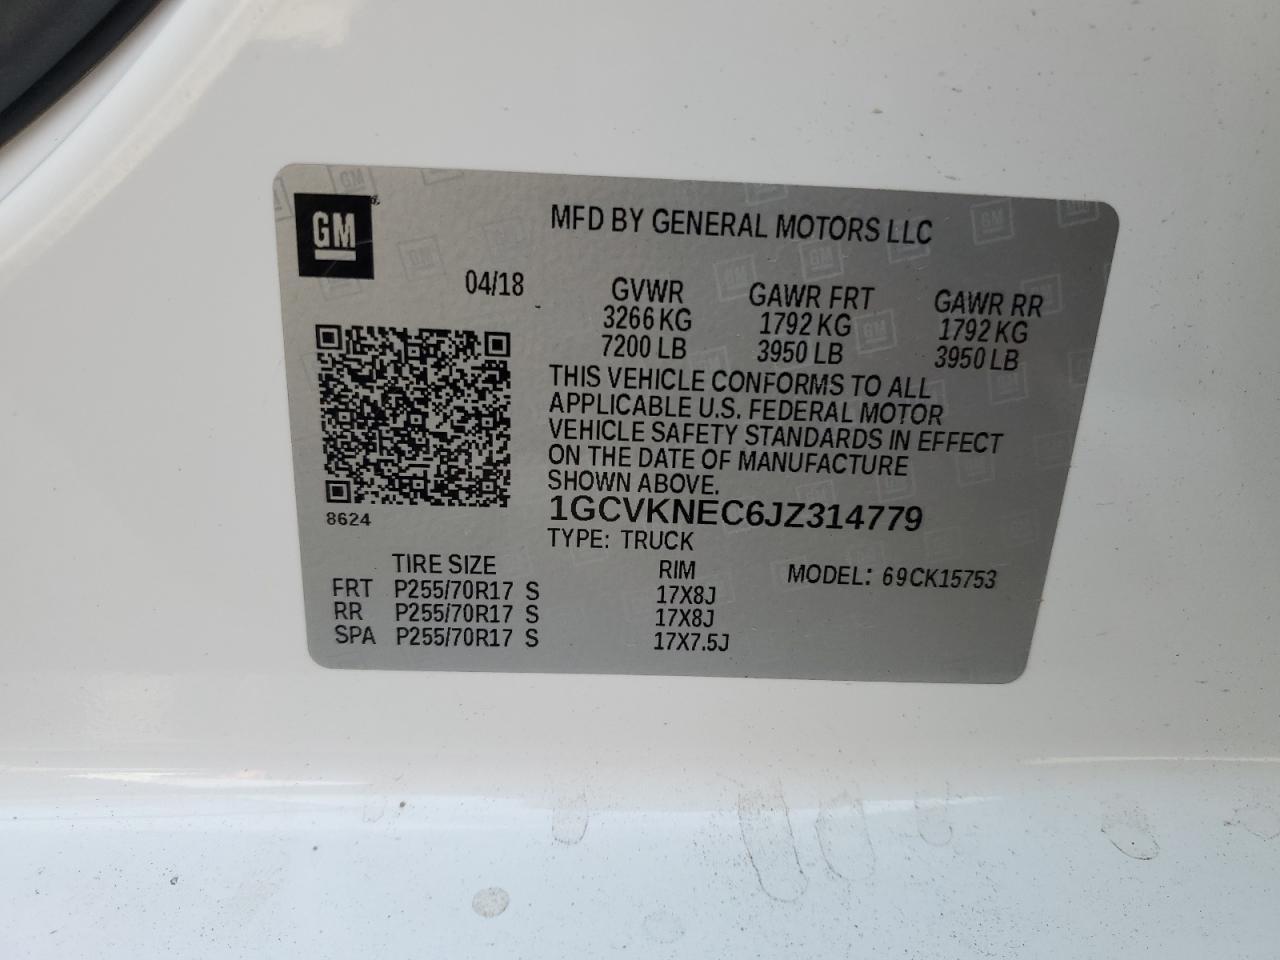 GM
MFD BY GENERAL MOTORS LLC
04/18
GVWR GAWR FRT GAWR RR
3266 KG 1792 KG 1792 KG
7200 LB 3950 LB 3950 LB
THIS VEHICLE CONFORMS TO ALL
APPLICABLE U.S. FEDERAL MOTOR
VEHICLE SAFETY STANDARDS IN EFFECT
ON THE DATE OF MANUFACTURE
SHOWN ABOVE.
8624
1GCVKNEC6JZ314779
TYPE: TRUCK
TIRE SIZE RIM MODEL: 69CK15753
FRT P255/70R17 S 17X8J
RR P255/70R17 S 17X8J
SPA P255/70R17 S 17X7.5J